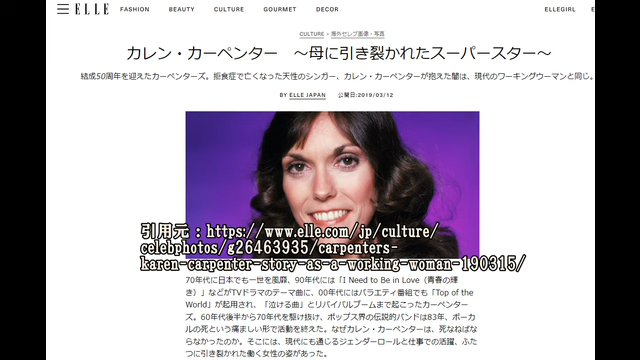 ELLE FASHION BEAUTY CULTURE GOURMET DECOR ELLEGIRL E
CULTURE > 傑作セレブ画像・写真
カレン・カーペンター　～母に引き裂かれたスーパースター～
結成50周年を迎えたカーペンターズ。拒食症で亡くなった天性のシンガー、カレン・カーペンターが抱えた闇は、現代のワーキングウーマンと同じ。
BY ELLE JAPAN 公開日:2019/03/12
引用元：https://www.elle.com/jp/culture/
celebphotos/g26463935/carpenters-
karen-carpenter-story-as-a-working-woman-190315/
70年代に日本でも一世を風靡、90年代には「I Need to Be in Love（青春の輝
き）」などがTVドラマのテーマ曲に、00年代にはバラエティ番組でも「Top of the
World」が起用され、「泣ける曲」とリバイバルブームまで起こったカーペンター
ズ。60年代後半から70年代を駆け抜け、ポップス界の伝説的バンドは83年、ボーカ
ルの死という痛ましい形で活動を終えた。なぜカレン・カーペンターは、死なねばな
らなかったのか。そこには、現代にも通じるジェンダーロールと仕事での活躍、ふた
つに引き裂かれた働く女性の姿があった。